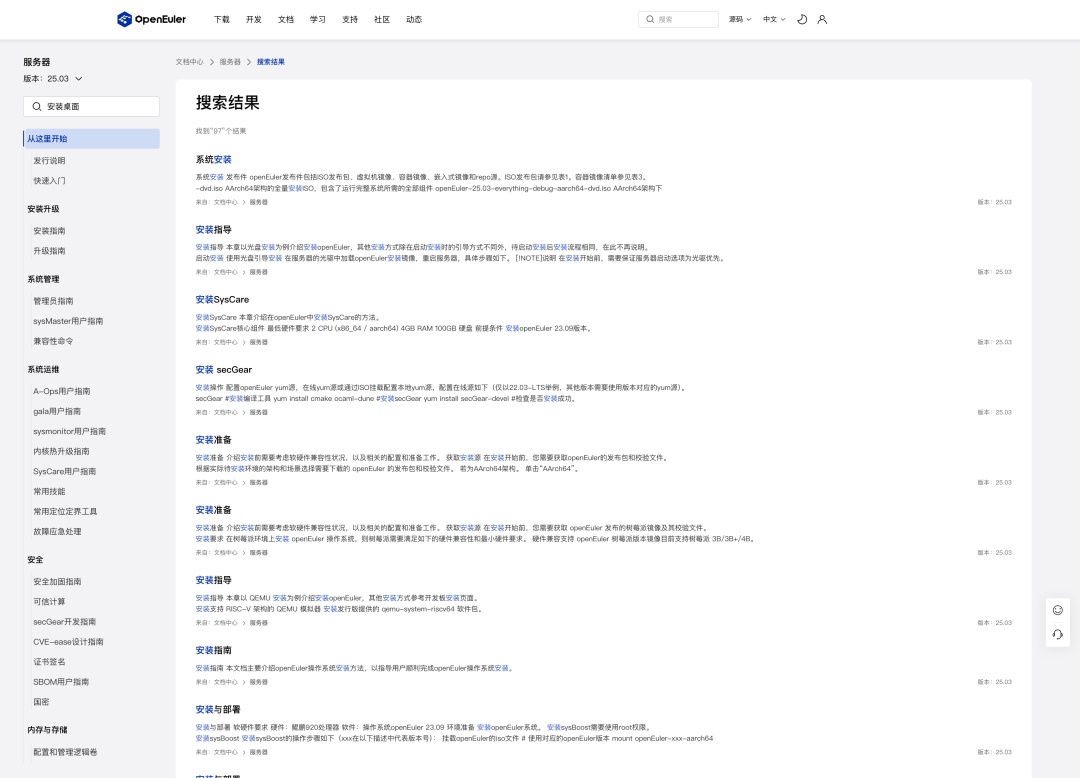 openEuler
下载 开发 文档 学习 支持 社区 动态
搜索
源码 中文
服务器
版本: 25.03
安装桌面
从这里开始
发行说明
快速入门
安装升级
安装指南
升级指南
系统管理
管理员指南
sysMaster用户指南
兼容性命令
系统运维
A-Ops用户指南
gala用户指南
sysmonitor用户指南
内核热升级指南
SysCare用户指南
常用技能
常用定位定界工具
故障应急处理
安全
安全加固指南
可信计算
secGear开发指南
CVE-ease设计指南
证书签名
SBOM用户指南
国密
内存与存储
配置和管理逻辑卷
文档中心 > 服务器 > 搜索结果
搜索结果
找到“97”个结果
系统安装
系统安装 发布件 openEuler发布件包括ISO发布包、虚拟机镜像、容器镜像、嵌入式镜像和repo源。ISO发布包请参见表1。容器镜像清单参见表3。
-dvd.iso AArch64架构的全量安装ISO，包含了运行完整系统所需的全部组件 openEuler-25.03-everything-debug-aarch64-dvd.iso AArch64架构下
来自: 文档中心 > 服务器 版本: 25.03
安装指导
安装指导 本章以光盘安装为例介绍安装openEuler，其他安装方式除在启动安装时的引导方式不同外，待启动安装后安装流程相同，在此不再说明。
启动安装 使用光盘引导安装 在服务器的光驱中加载openEuler安装镜像，重启服务器，具体步骤如下。 [!NOTE]说明 在安装开始前，需要保证服务器启动选项为光驱优先。
来自: 文档中心 > 服务器 版本: 25.03
安装SysCare
安装SysCare 本章介绍在openEuler中安装SysCare的方法。
安装SysCare核心组件 最低硬件要求 2 CPU (x86_64 / aarch64) 4GB RAM 100GB 硬盘 前提条件 安装openEuler 23.09版本。
来自: 文档中心 > 服务器 版本: 25.03
安装 secGear
安装操作 配置openEuler yum源，在线yum源或通过ISO挂载配置本地yum源，配置在线源如下（仅以22.03-LTS举例，其他版本需要使用版本对应的yum源）。
secGear #安装编译工具 yum install cmake ocaml-dune #安装secGear yum install secGear-devel #检查是否安装成功。
来自: 文档中心 > 服务器 版本: 25.03
安装准备
安装准备 介绍安装前需要考虑软硬件兼容性状况，以及相关的配置和准备工作。 获取安装源 在安装开始前，您需要获取openEuler的发布包和校验文件。
根据实际待安装环境的架构和场景选择需要下载的 openEuler 的发布包和校验文件。 若为AArch64架构。 单击“AArch64”。
来自: 文档中心 > 服务器 版本: 25.03
安装准备
安装准备 介绍安装前需要考虑软硬件兼容性状况，以及相关的配置和准备工作。 获取安装源 在安装开始前，您需要获取 openEuler 发布的树莓派镜像及其校验文件。
安装要求 在树莓派环境上安装 openEuler 操作系统，则树莓派需要满足如下的硬件兼容性和最小硬件要求。 硬件兼容支持 openEuler 树莓派版本镜像目前支持树莓派 3B/3B+/4B。
来自: 文档中心 > 服务器 版本: 25.03
安装指导
安装指导 本章以 QEMU 安装为例介绍安装openEuler，其他安装方式参考开发板安装页面。
安装支持 RISC-V 架构的 QEMU 模拟器 安装发行版提供的 qemu-system-riscv64 软件包。
来自: 文档中心 > 服务器 版本: 25.03
安装指南
安装指南 本文档主要介绍openEuler操作系统安装方法，以指导用户顺利完成openEuler操作系统安装。
来自: 文档中心 > 服务器 版本: 25.03
安装与部署
安装与部署 软硬件要求 硬件: 鲲鹏920处理器 软件: 操作系统openEuler 23.09 环境准备 安装openEuler系统。 安装sysBoost需要使用root权限。
安装sysBoost 安装sysBoost的操作步骤如下（xxx在以下描述中代表版本号）: 挂载openEuler的iso文件 # 使用对应的openEuler版本 mount openEuler-xxx-aarch64
来自: 文档中心 > 服务器 版本: 25.03
安装与部署